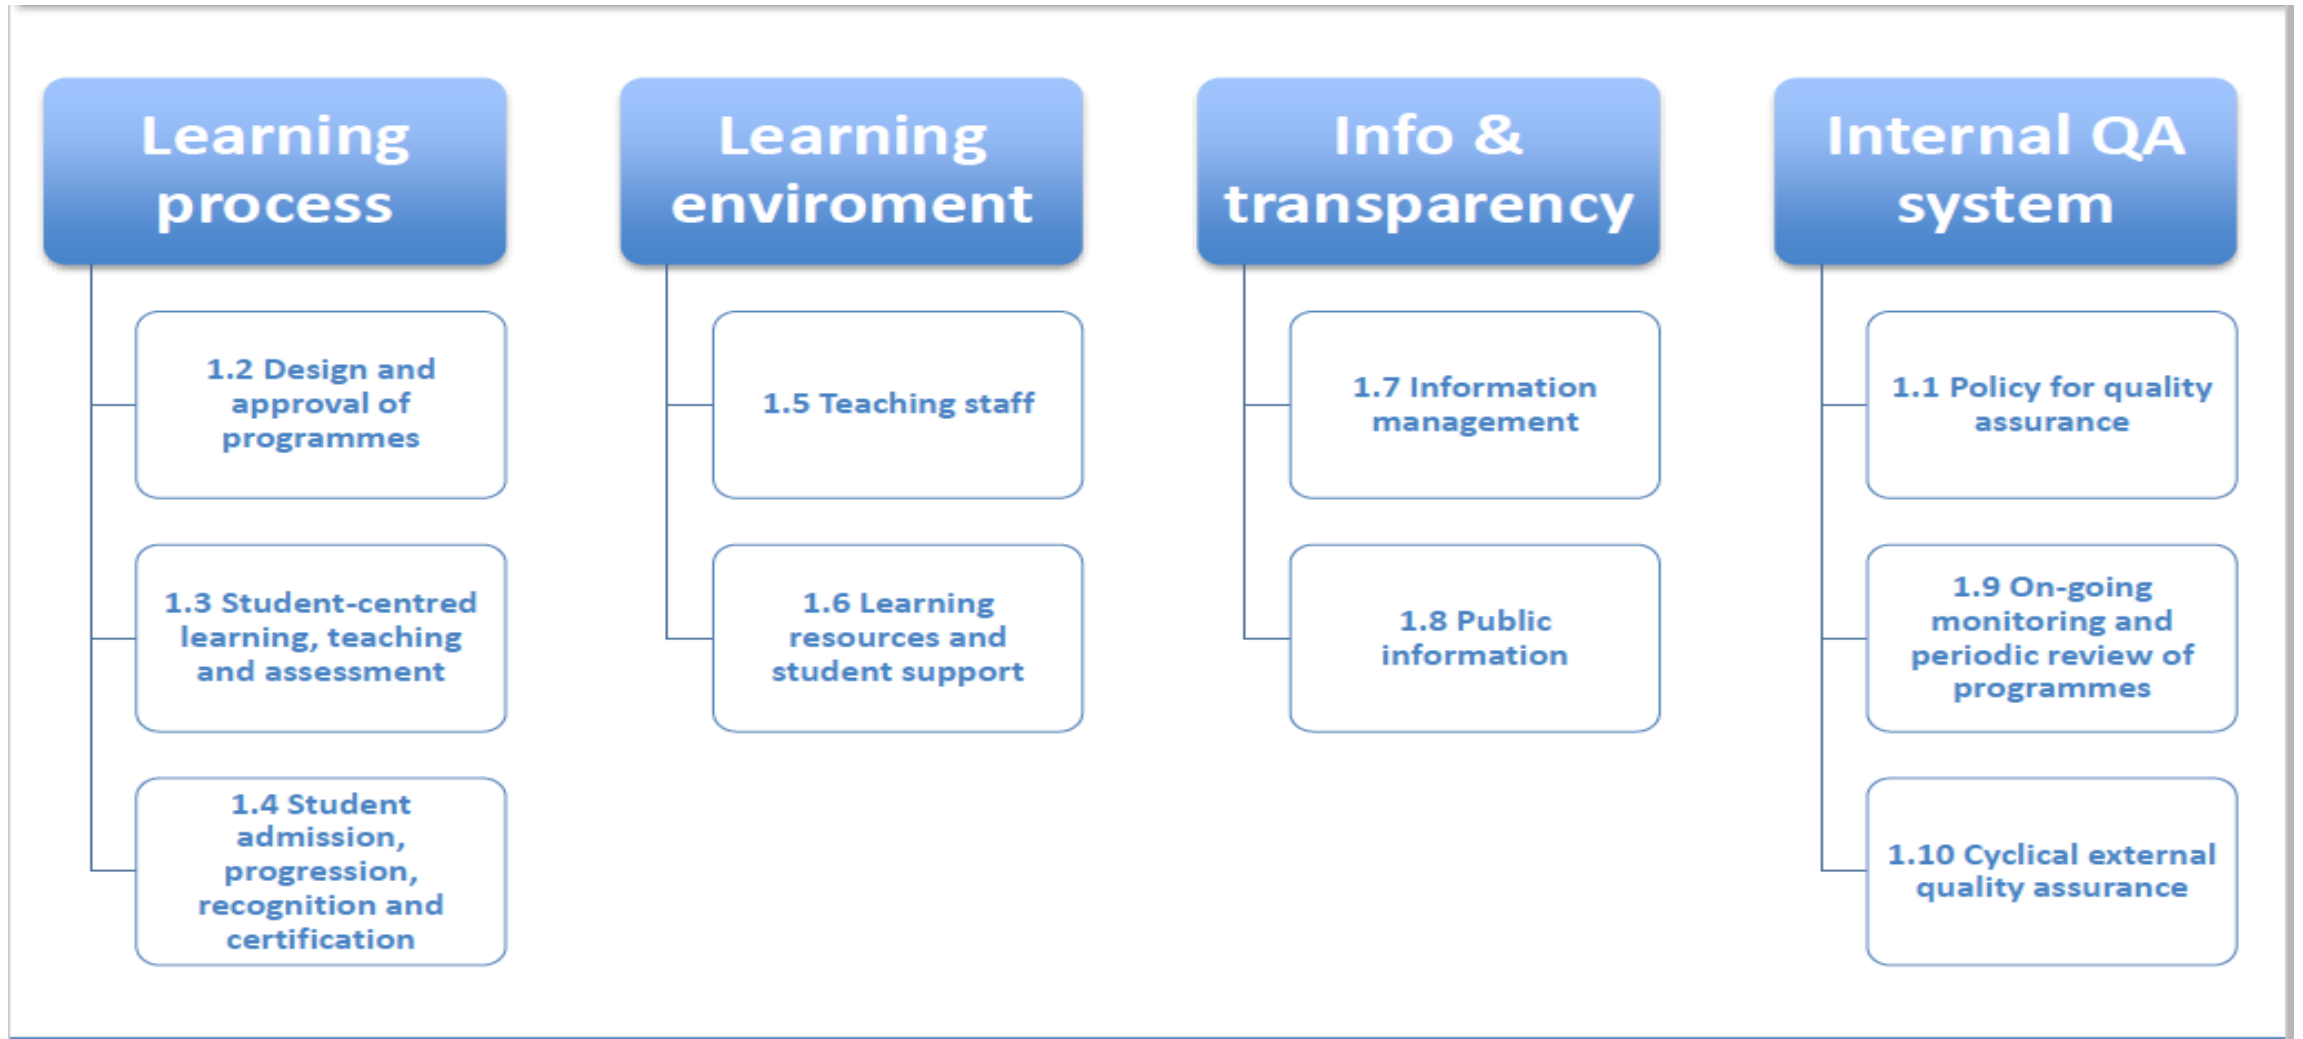 Learning
process
1.2 Design and
approval of
programmes
1.3 Student-centred
learning, teaching
and assessment
1.4 Student
admission,
progression,
recognition and
certification
Learning
enviroment
1.5 Teaching staff
1.6 Learning
resources and
student support
Info &
transparency
1.7 Information
management
1.8 Public
information
Internal QA
system
1.1 Policy for quality
assurance
1.9 On-going
monitoring and
periodic review of
programmes
1.10 Cyclical external
quality assurance